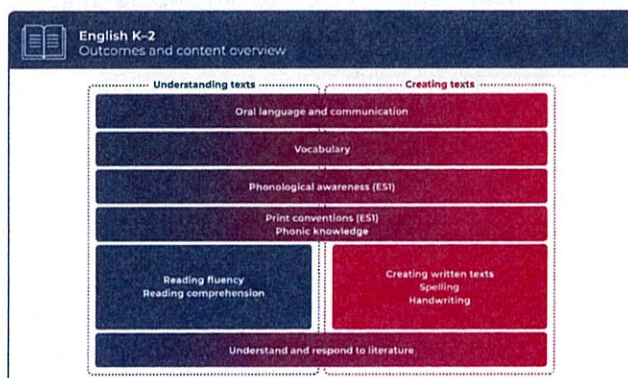 English K–2
Outcomes and content overview
Understanding texts
Creating texts
Oral language and communication
Vocabulary
Phonological awareness (ES1)
Print conventions (ES1)
Phonic knowledge
Reading fluency
Reading comprehension
Creating written texts
Spelling
Handwriting
Understand and respond to literature